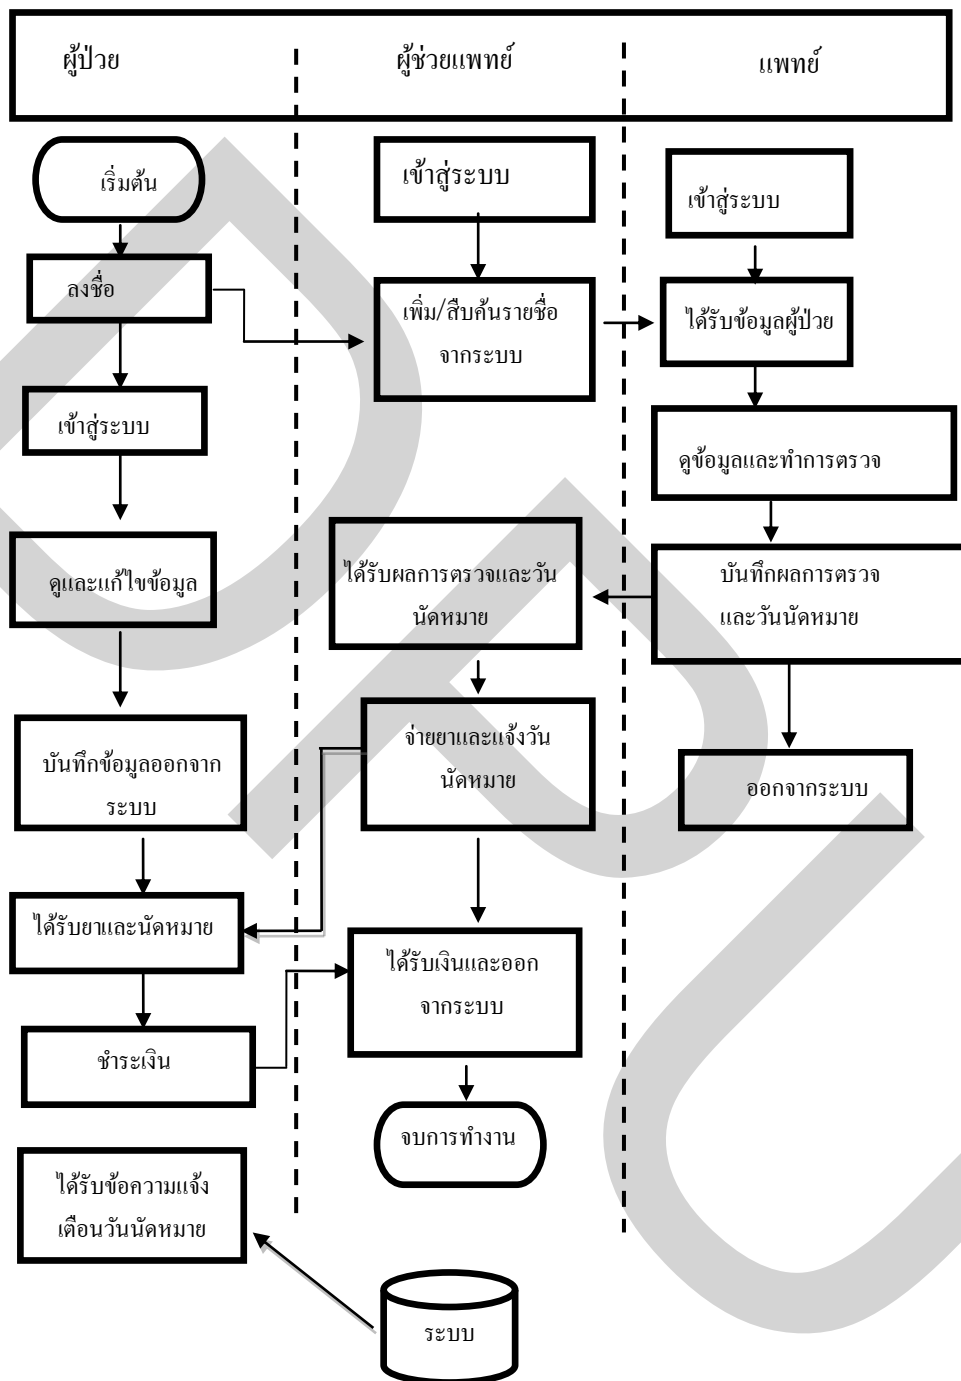 ผู้ป่วย
ผู้ช่วยแพทย์
แพทย์
เริ่มต้น
ลงชื่อ
เข้าสู่ระบบ
ดูและแก้ไขข้อมูล
บันทึกข้อมูลออกจาก
ระบบ
ได้รับยาและนัดหมาย
ชำระเงิน
ได้รับข้อความแจ้ง
เตือนวันนัดหมาย
เข้าสู่ระบบ
เพิ่ม/สืบค้นรายชื่อ
จากระบบ
ได้รับผลการตรวจและวัน
นัดหมาย
จ่ายยาและแจ้งวัน
นัดหมาย
ได้รับเงินและออก
จากระบบ
จบการทำงาน
ระบบ
เข้าสู่ระบบ
ได้รับข้อมูลผู้ป่วย
ดูข้อมูลและทำการตรวจ
บันทึกผลการตรวจ
และวันนัดหมาย
ออกจากระบบ